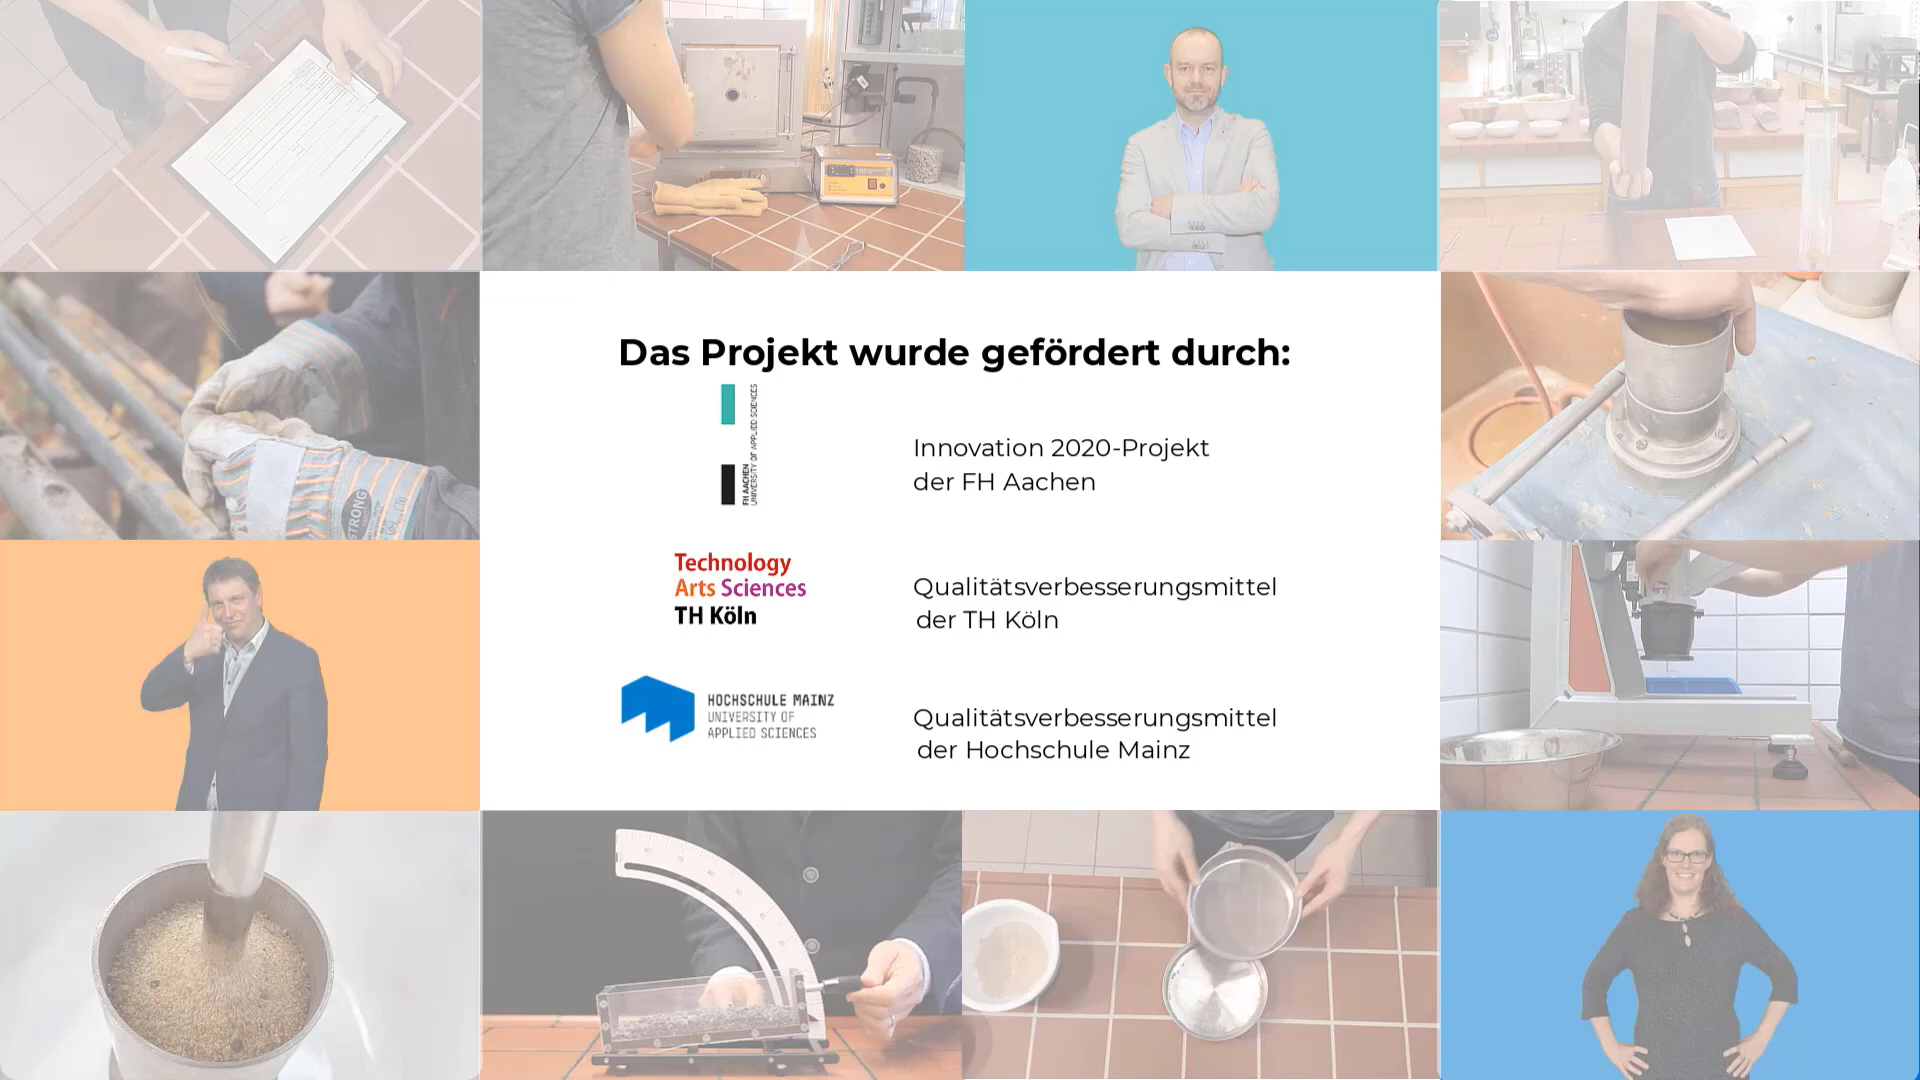 Das Projekt wurde gefördert durch:
FH AACHEN
UNIVERSITY OF APPLIED SCIENCES
Innovation 2020-Projekt
der FH Aachen
Technology
Arts Sciences
TH Köln
Qualitätsverbesserungsmittel
der TH Köln
HOCHSCHULE MAINZ
UNIVERSITY OF
APPLIED SCIENCES
Qualitätsverbesserungsmittel
der Hochschule Mainz
STRONG